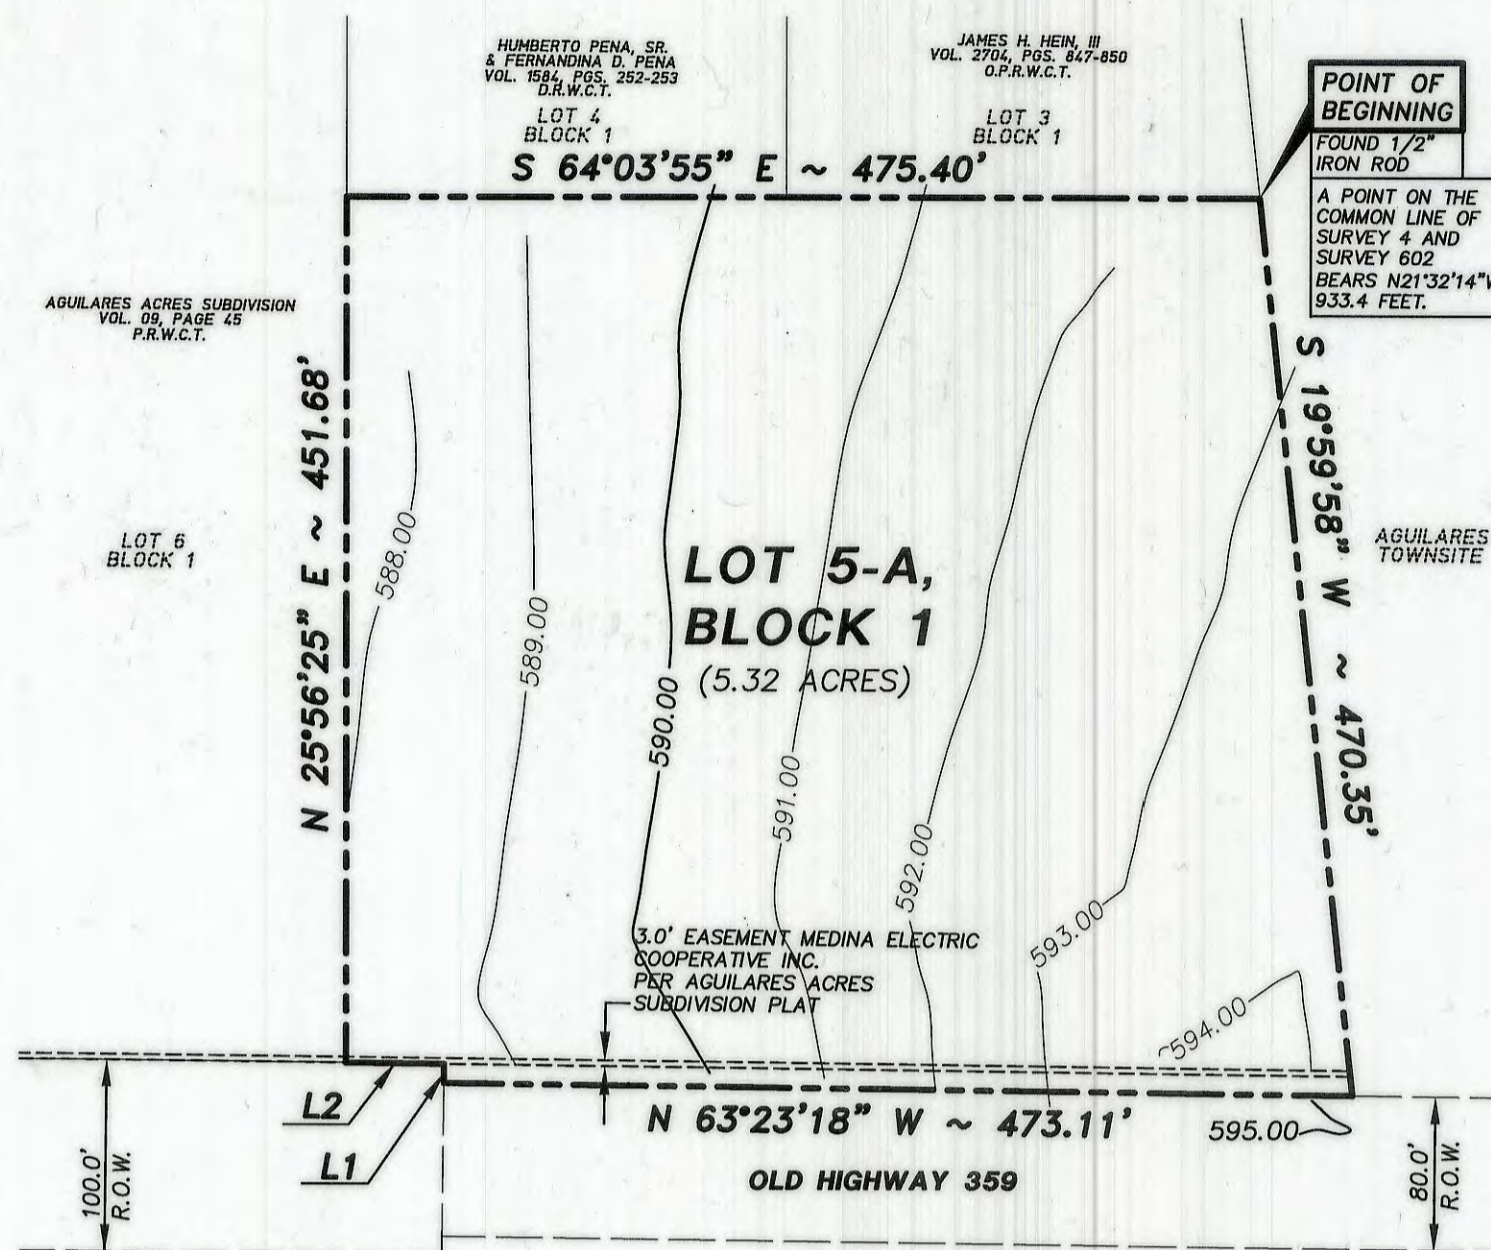 HUMBERTO PENA, SR.
& FERNANDINA D. PENA
VOL. 1584, PGS. 252-253
D.R.W.C.T.
LOT 4
BLOCK 1
JAMES H. HEIN, III
VOL. 2704, PGS. 847-850
O.P.R.W.C.T.
LOT 3
BLOCK 1
POINT OF
BEGINNING
FOUND 1/2"
IRON ROD
A POINT ON THE
COMMON LINE OF
SURVEY 4 AND
SURVEY 602
BEARS N21°32'14"W
933.4 FEET.
S 64°03'55" E ~ 475.40'
AGUILARES ACRES SUBDIVISION
VOL. 09, PAGE 45
P.R.W.C.T.
LOT 6
BLOCK 1
N 25°56'25" E ~ 451.68'
S 19°59'58" W ~ 470.35'
AGUILARES
TOWNSITE
LOT 5-A,
BLOCK 1
(5.32 ACRES)
588.00
589.00
590.00
591.00
592.00
593.00
594.00
595.00
3.0' EASEMENT MEDINA ELECTRIC
COOPERATIVE INC.
PER AGUILARES ACRES
SUBDIVISION PLAT
L2
L1
N 63°23'18" W ~ 473.11'
OLD HIGHWAY 359
100.0'
R.O.W.
80.0'
R.O.W.